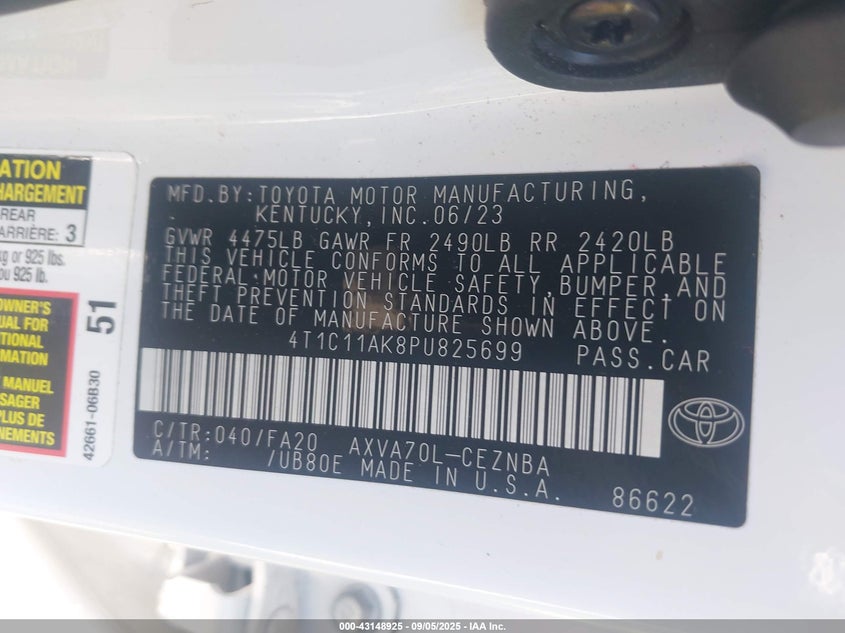 ATION
HARGEMENT
REAR
ARRIÈRE: 3
kg or 925 lbs.
ou 925 lb.
OWNER'S
UAL FOR
TIONAL
MATION
MANUEL
SAGER
PLUS DE
NEMENTS
51
42661-06B30
MFD.BY:TOYOTA MOTOR MANUFACTURING,
KENTUCKY, INC. 06/23
GVWR 4475LB GAWR FR 2490LB RR 2420LB
THIS VEHICLE CONFORMS TO ALL APPLICABLE
FEDERAL MOTOR VEHICLE SAFETY, BUMPER, AND
THEFT PREVENTION STANDARDS IN EFFECT ON
THE DATE OF MANUFACTURE SHOWN ABOVE.
4T1C11AK8PU825699 PASS.CAR
C/TR:040/FA20 AXVA70L-CEZNBA
A/TM: /UB80E MADE IN U.S.A.
86622
000-43148925 - 09/05/2025 - IAA Inc.